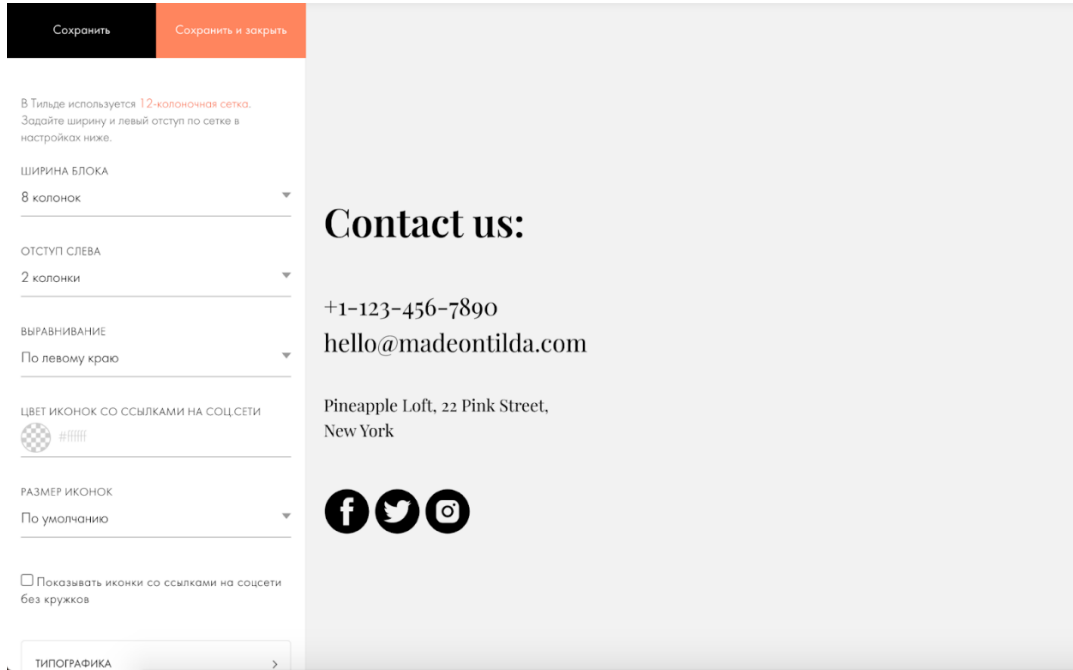 Сохранить
Сохранить и закрыть
В Тильде используется 12-колоночная сетка.
Задайте ширину и левый отступ по сетке в
настройках ниже.
ШИРИНА БЛОКА
8 колонок
ОТСТУП СЛЕВА
2 колонки
ВЫРАВНИВАНИЕ
По левому краю
ЦВЕТ ИКОНОК СО ССЫЛКАМИ НА СОЦ.СЕТИ
#ffffff
РАЗМЕР ИКОНОК
По умолчанию
Показывать иконки со ссылками на соцсети
без кружков
ТИПОГРАФИКА
Contact us:
+1-123-456-7890
hello@madeontilda.com
Pineapple Loft, 22 Pink Street,
New York